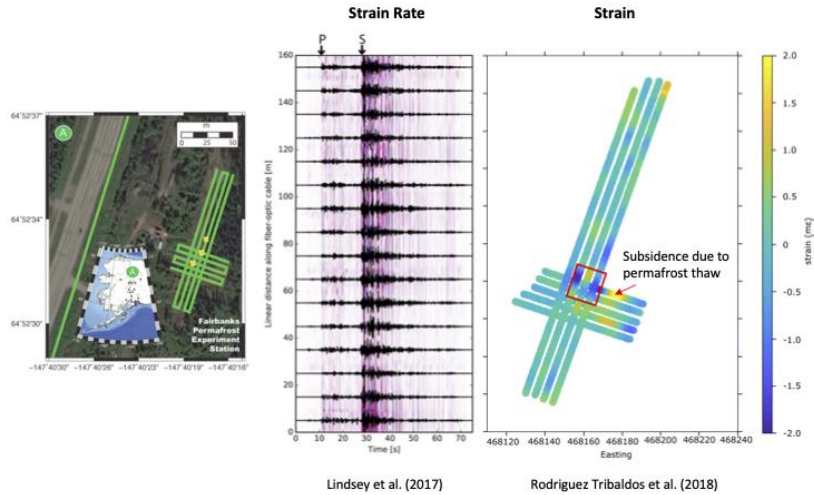 Strain Rate
Strain
P
S
160
140
120
100
80
60
40
20
0
Linear distance along fiber-optic cable [m]
0 10 20 30 40 50 60 70
Time [s]
64°52'37"
64°52'34"
64°52'30"
A
m
0 25 50
A
Fairbanks
Permafrost
Experiment
Station
−147°40'30" −147°40'26" −147°40'23" −147°40'19" −147°40'16"
Subsidence due to
permafrost thaw
468120 468140 468160 468180 468200 468220 468240
Easting
2.0
1.5
1.0
0.5
0
-0.5
-1.0
-1.5
-2.0
strain [mε]
Lindsey et al. (2017)
Rodriguez Tribaldos et al. (2018)